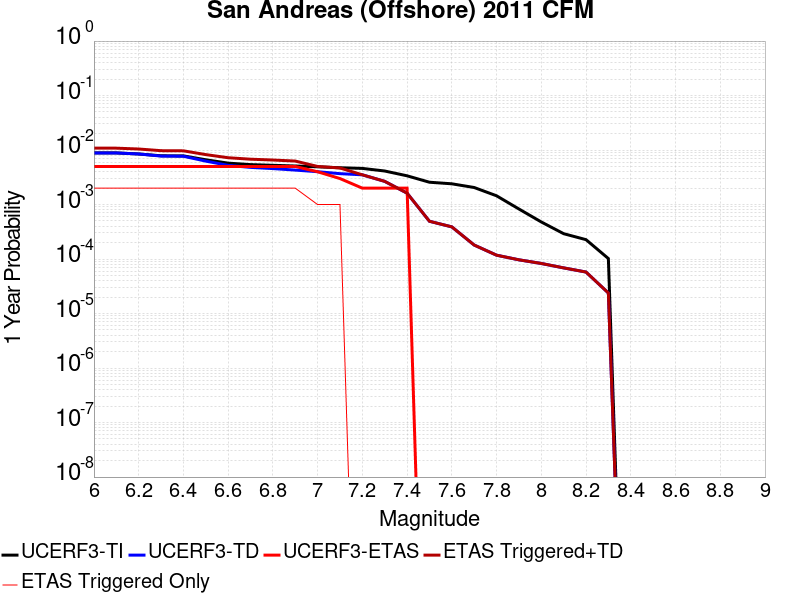 San Andreas (Offshore) 2011 CFM
10^0
10^-1
10^-2
10^-3
10^-4
10^-5
10^-6
10^-7
10^-8
1 Year Probability
6 6.2 6.4 6.6 6.8 7 7.2 7.4 7.6 7.8 8 8.2 8.4 8.6 8.8 9
Magnitude
UCERF3-TI UCERF3-TD UCERF3-ETAS ETAS Triggered+TD
ETAS Triggered Only